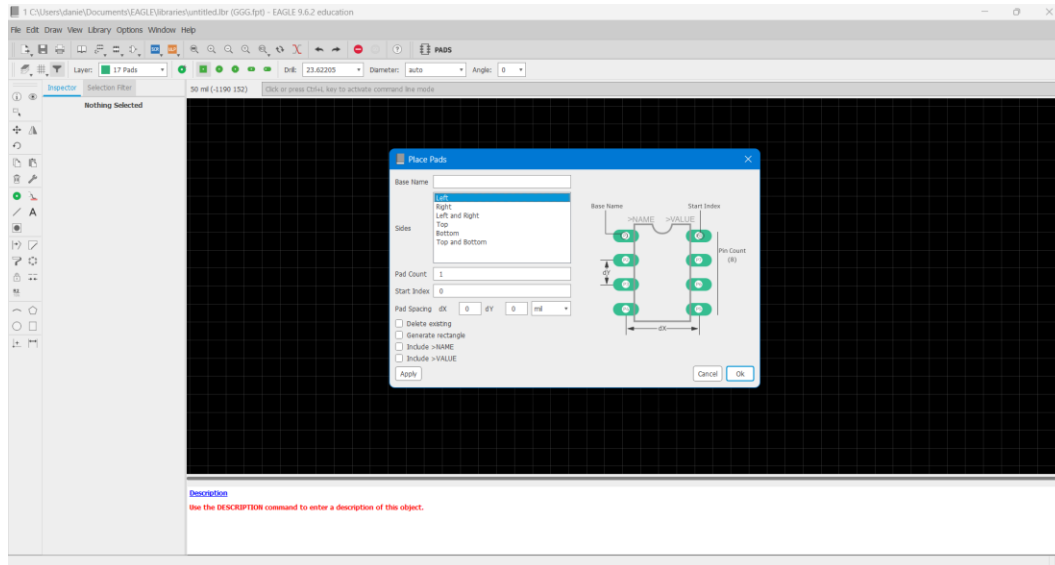 1 C:\Users\danie\Documents\EAGLE\libraries\untitled.lbr (GGG.fpt) - EAGLE 9.6.2 education
File Edit Draw View Library Options Window Help
PADS
Layer: 17 Pads Drill: 23.62205 Diameter: auto Angle: 0
Inspector Selection Filter 50 mil (-1190 152) Click or press Ctrl+L key to activate command line mode
Nothing Selected
Place Pads
Base Name
Left
Right
Left and Right
Top
Bottom
Top and Bottom
Sides
Pad Count 1
Start Index 0
Pad Spacing dX 0 dY 0 mil
Delete existing
Generate rectangle
Include >NAME
Include >VALUE
Apply
Base Name Start Index
>NAME >VALUE
Pin Count
(8)
dY
dX
Cancel Ok
Description
Use the DESCRIPTION command to enter a description of this object.